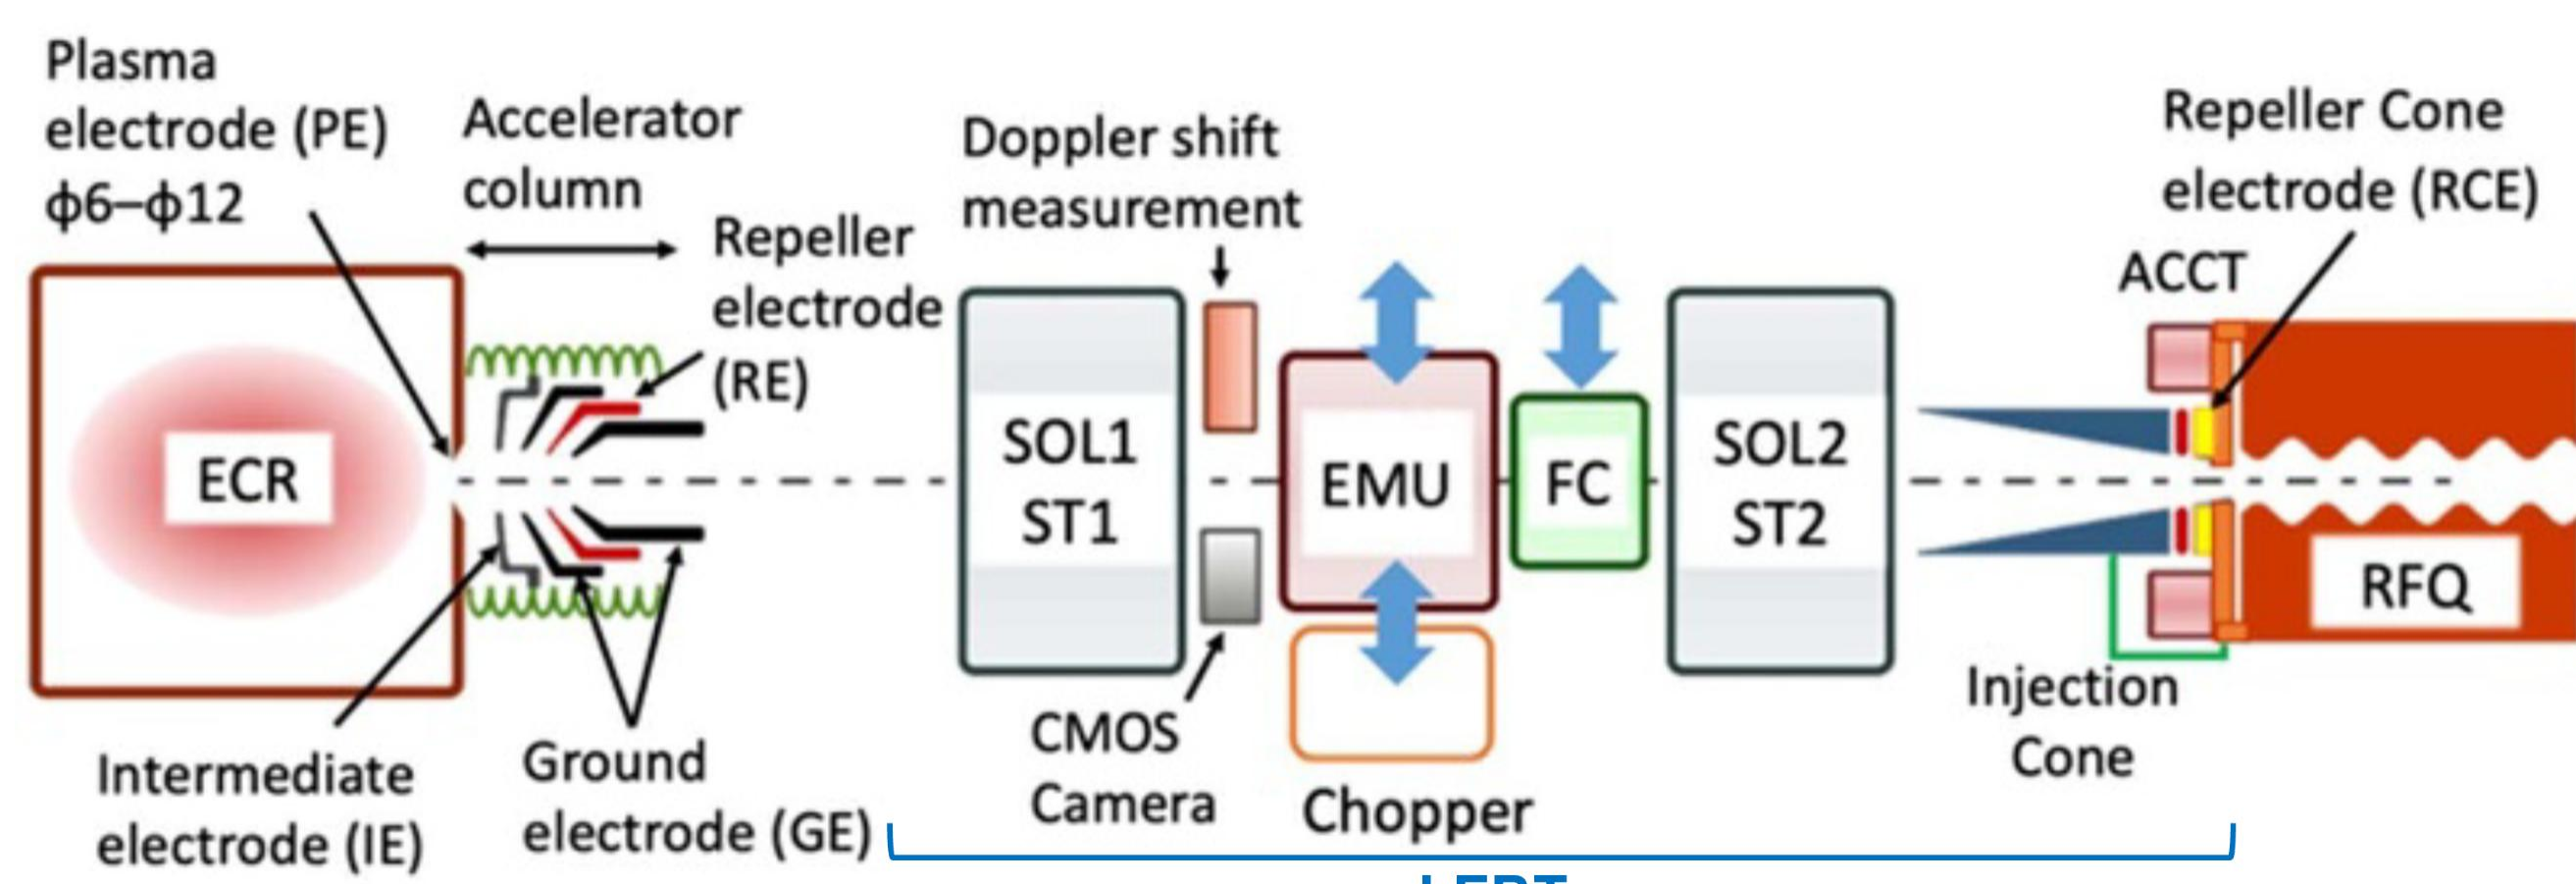 Plasma
electrode (PE)
ϕ6–ϕ12
Accelerator
column
Repeller
electrode
(RE)
Doppler shift
measurement
Repeller Cone
electrode (RCE)
ACCT
ECR
SOL1
ST1
EMU
FC
SOL2
ST2
RFQ
Injection
Cone
CMOS
Camera
Chopper
Intermediate
electrode (IE)
Ground
electrode (GE)